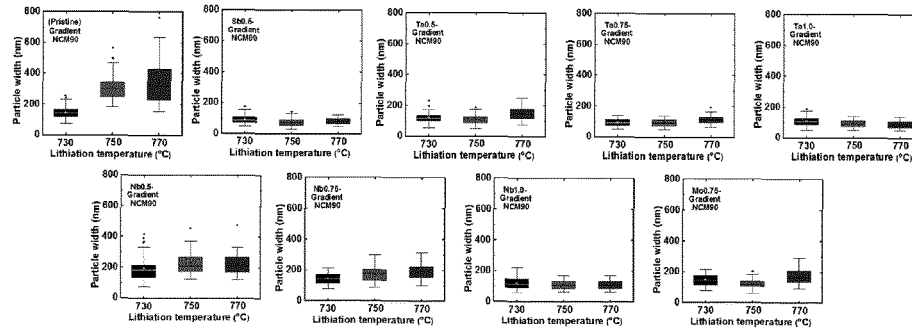 (Pristine)-
Gradient
NCM90
Particle width (nm)
800
600
400
200
0
730 750 770
Lithiation temperature (°C)
Sb0.5-
Gradient
NCM90
Particle width (nm)
800
600
400
200
0
730 750 770
Lithiation temperature (°C)
Ta0.5-
Gradient
NCM90
Particle width (nm)
800
600
400
200
0
730 750 770
Lithiation temperature (°C)
Ta0.75-
Gradient
NCM90
Particle width (nm)
800
600
400
200
0
730 750 770
Lithiation temperature (°C)
Ta1.0-
Gradient
NCM90
Particle width (nm)
800
600
400
200
0
730 750 770
Lithiation temperature (°C)
Nb0.5-
Gradient
NCM90
Particle width (nm)
800
600
400
200
0
730 750 770
Lithiation temperature (°C)
Nb0.75-
Gradient
NCM90
Particle width (nm)
800
600
400
200
0
730 750 770
Lithiation temperature (°C)
Nb1.0-
Gradient
NCM90
Particle width (nm)
800
600
400
200
0
730 750 770
Lithiation temperature (°C)
Mo0.75-
Gradient
NCM90
Particle width (nm)
800
600
400
200
0
730 750 770
Lithiation temperature (°C)